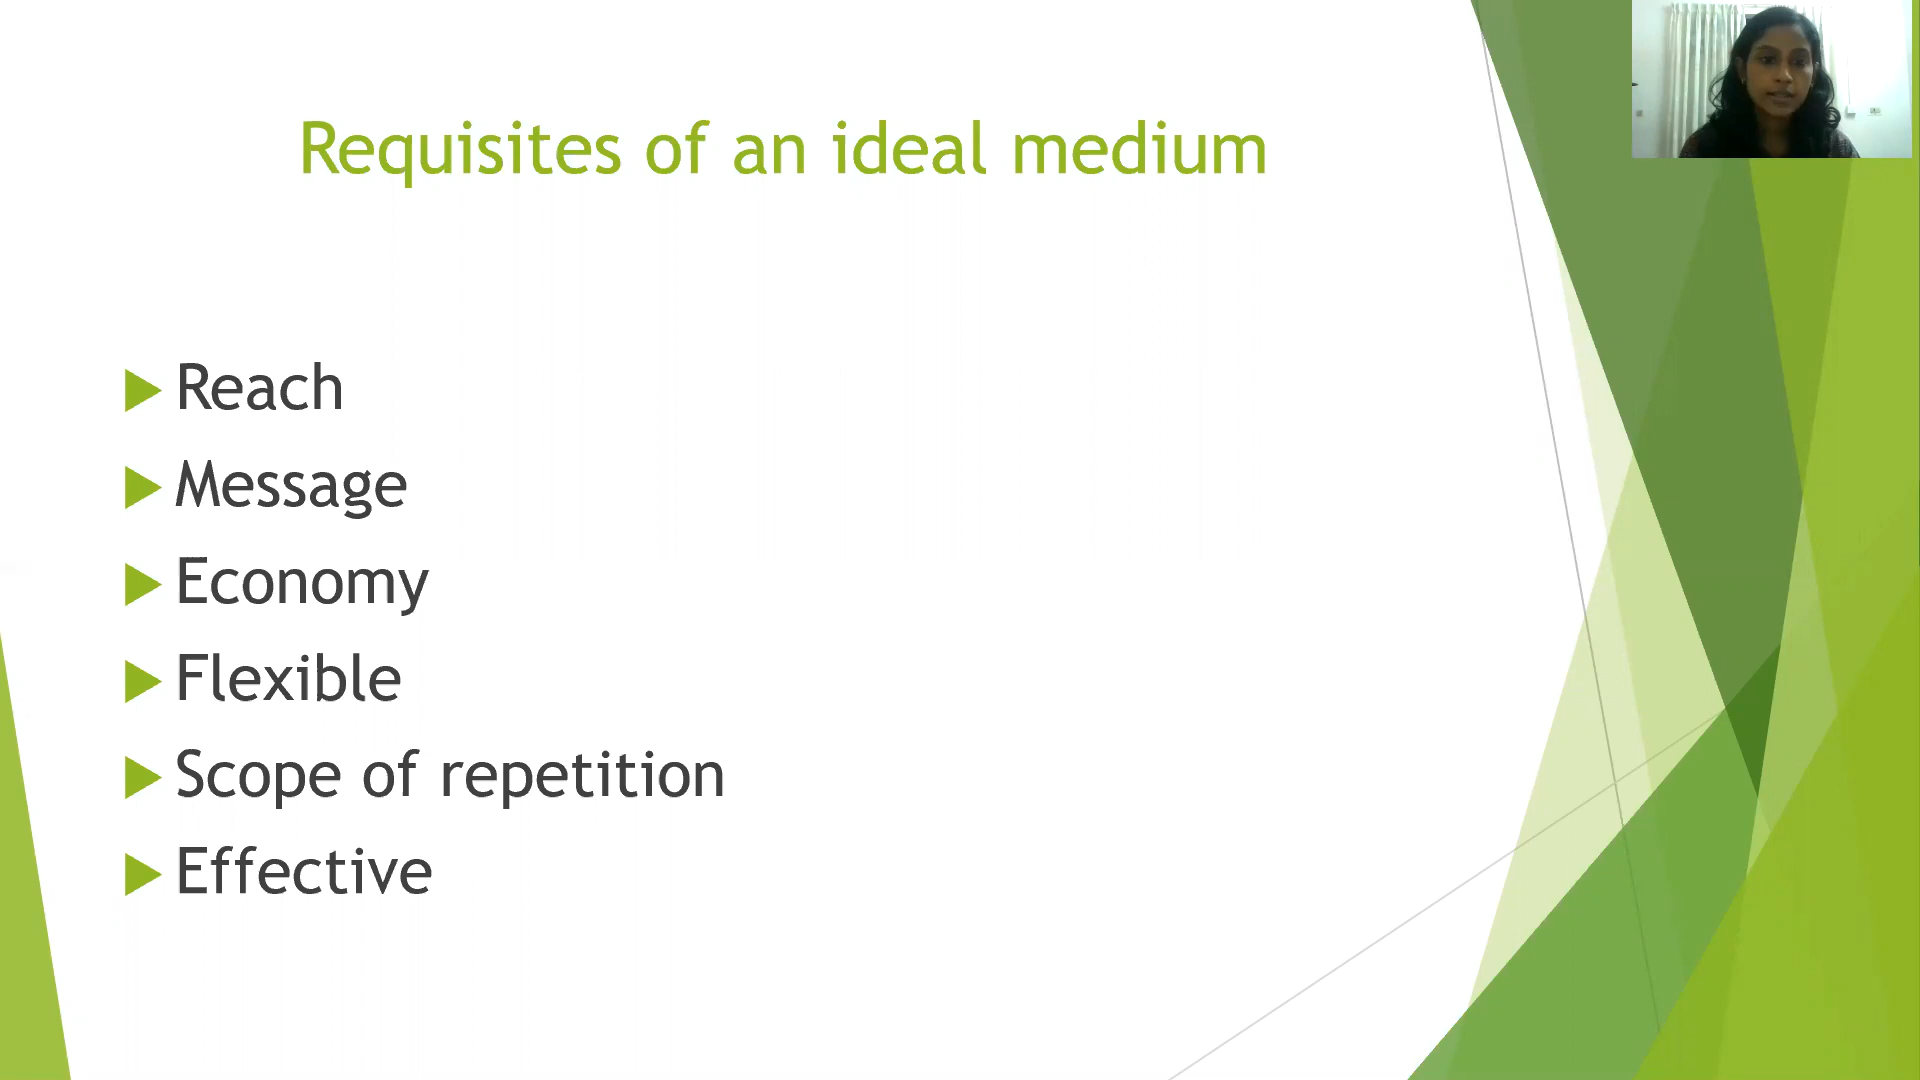 Requisites of an ideal medium
Reach
Message
Economy
Flexible
Scope of repetition
Effective